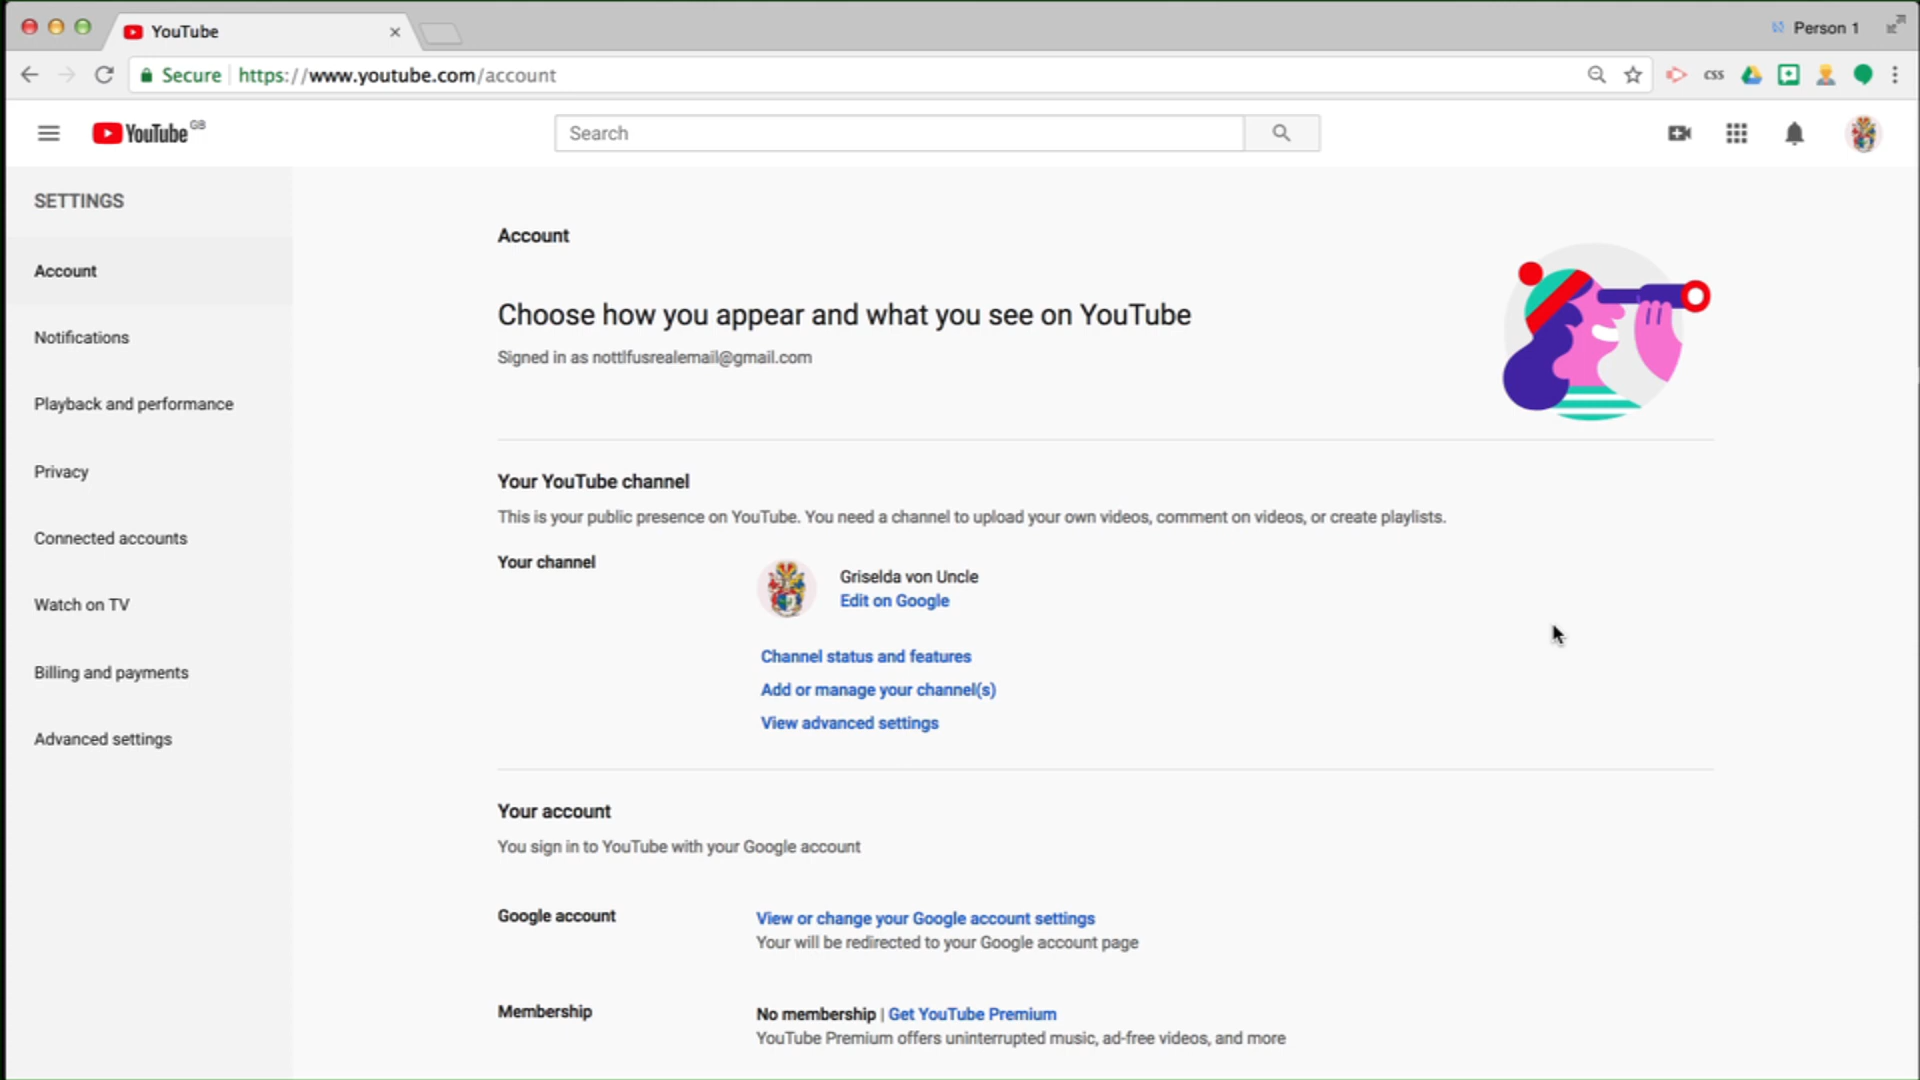 YouTube
Person 1
Secure https://www.youtube.com/account
css
YouTube GB
Search
SETTINGS
Account
Notifications
Playback and performance
Privacy
Connected accounts
Watch on TV
Billing and payments
Advanced settings
Account
Choose how you appear and what you see on YouTube
Signed in as nottlfusrealemail@gmail.com
Your YouTube channel
This is your public presence on YouTube. You need a channel to upload your own videos, comment on videos, or create playlists.
Your channel
Griselda von Uncle
Edit on Google
Channel status and features
Add or manage your channel(s)
View advanced settings
Your account
You sign in to YouTube with your Google account
Google account
View or change your Google account settings
Your will be redirected to your Google account page
Membership
No membership | Get YouTube Premium
YouTube Premium offers uninterrupted music, ad-free videos, and more